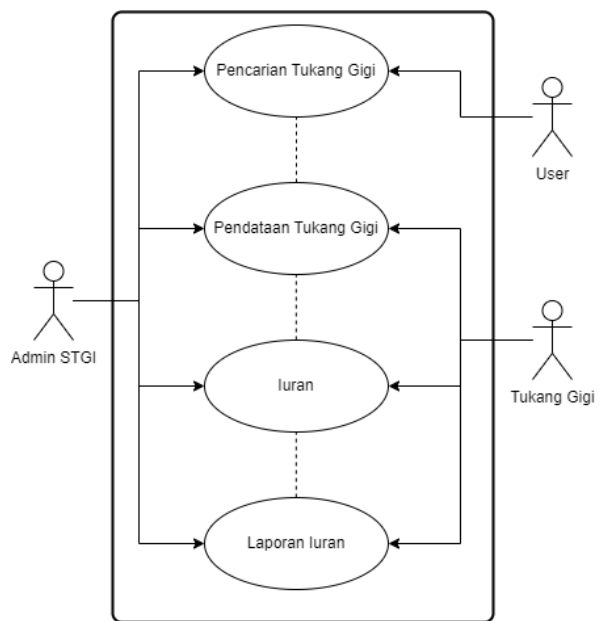 Pencarian Tukang Gigi
User
Pendataan Tukang Gigi
Admin STGI
Iuran
Tukang Gigi
Laporan Iuran